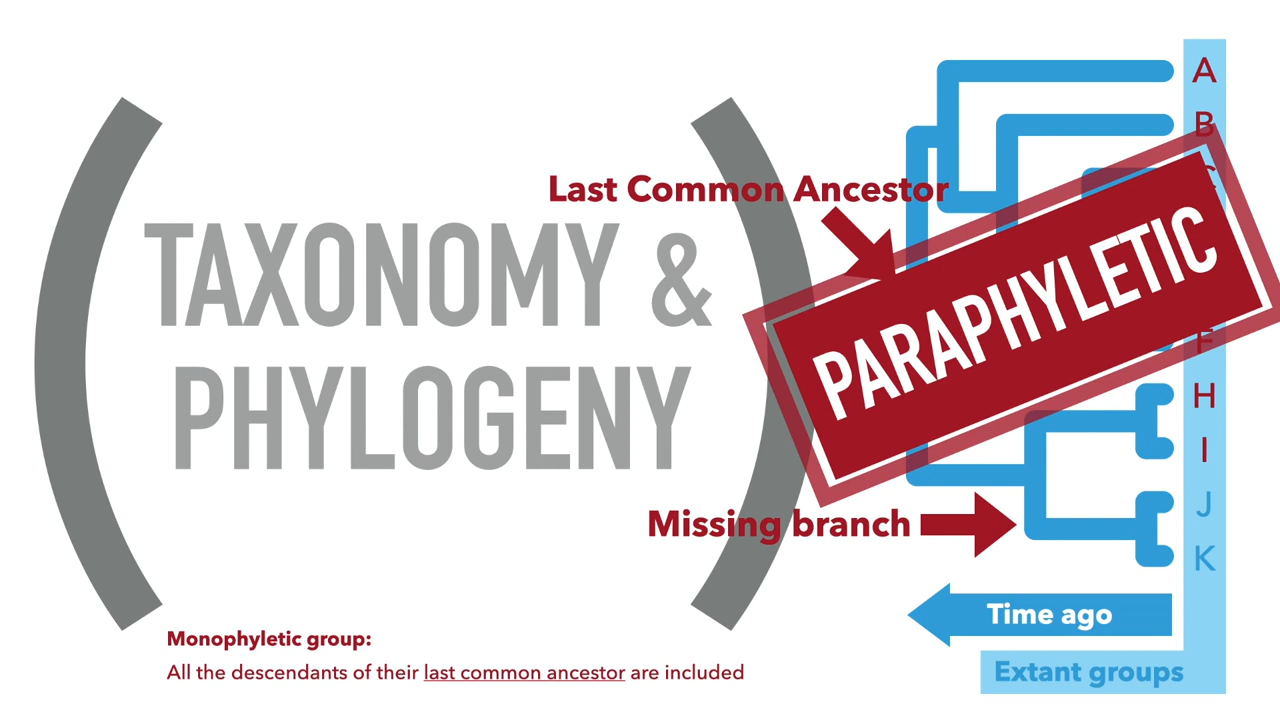 TAXONOMY &
PHYLOGENY
Last Common Ancestor
PARAPHYLETIC
Missing branch
A
B
C
F
H
I
J
K
Time ago
Extant groups
Monophyletic group:
All the descendants of their last common ancestor are included